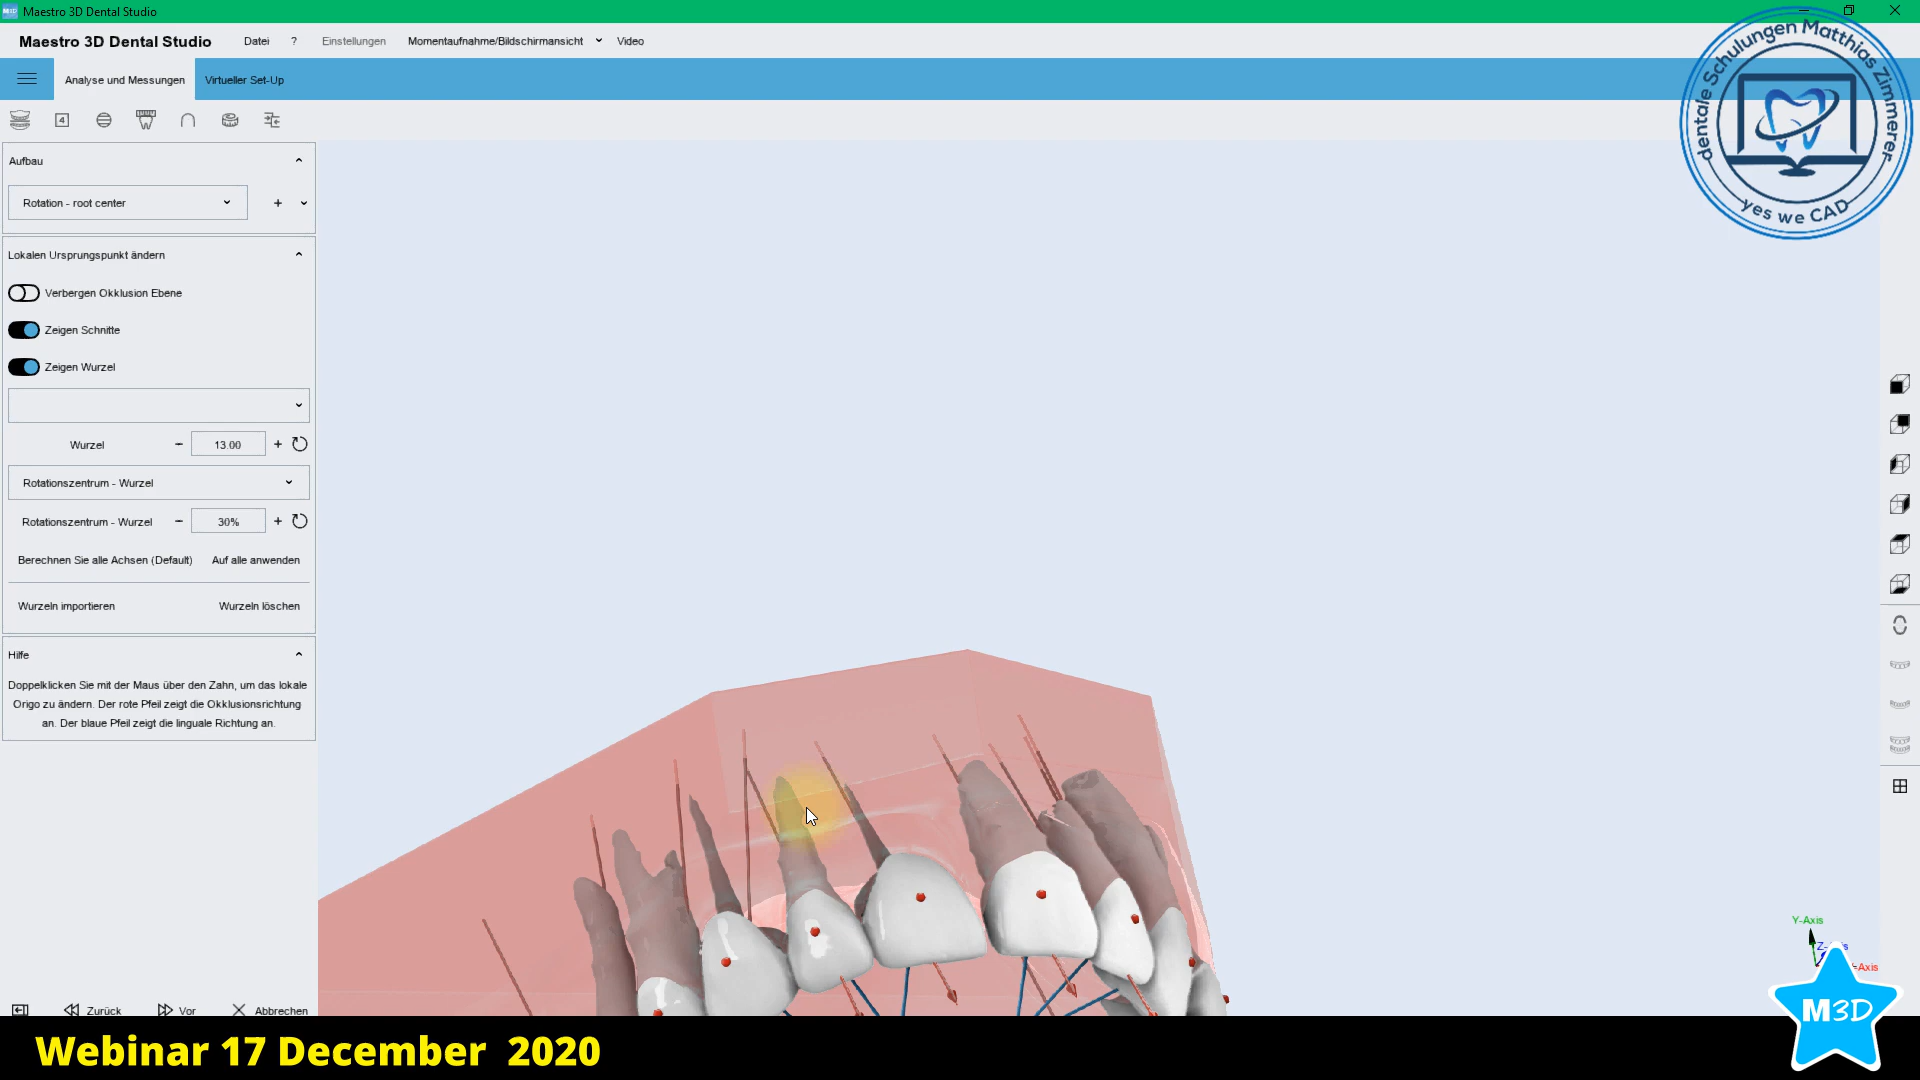 Maestro 3D Dental Studio
Maestro 3D Dental Studio
Datei
?
Einstellungen
Momentaufnahme/Bildschirmansicht
Video
Analyse und Messungen
Virtueller Set-Up
4
dentale Schulungen Matthias Zimmerer
yes we CAD
Aufbau
Rotation - root center
+
Lokalen Ursprungspunkt ändern
Verbergen Okklusion Ebene
Zeigen Schnitte
Zeigen Wurzel
Wurzel - 13.00 +
Rotationszentrum - Wurzel
Rotationszentrum - Wurzel - 30% +
Berechnen Sie alle Achsen (Default) Auf alle anwenden
Wurzeln importieren Wurzeln löschen
Hilfe
Doppelklicken Sie mit der Maus über den Zahn, um das lokale
Origo zu ändern. Der rote Pfeil zeigt die Okklusionsrichtung
an. Der blaue Pfeil zeigt die linguale Richtung an.
Y-Axis
Zurück Vor Abbrechen
M3D
Webinar 17 December 2020